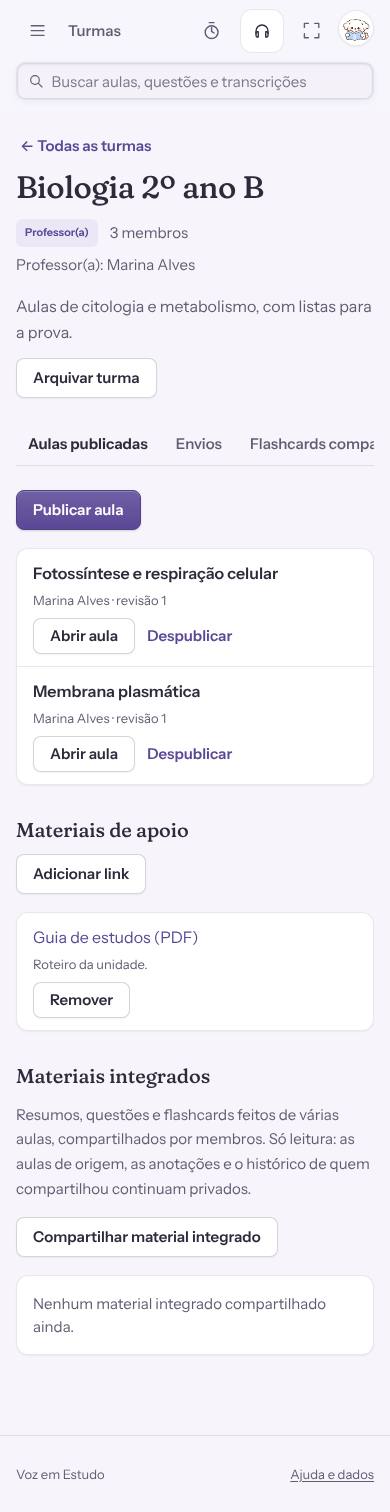 Turmas
Buscar aulas, questões e transcrições
← Todas as turmas
Biologia 2º ano B
Professor(a) 3 membros
Professor(a): Marina Alves
Aulas de citologia e metabolismo, com listas para
a prova.
Arquivar turma
Aulas publicadas Envios Flashcards compa
Publicar aula
Fotossíntese e respiração celular
Marina Alves · revisão 1
Abrir aula Despublicar
Membrana plasmática
Marina Alves · revisão 1
Abrir aula Despublicar
Materiais de apoio
Adicionar link
Guia de estudos (PDF)
Roteiro da unidade.
Remover
Materiais integrados
Resumos, questões e flashcards feitos de várias
aulas, compartilhados por membros. Só leitura: as
aulas de origem, as anotações e o histórico de quem
compartilhou continuam privados.
Compartilhar material integrado
Nenhum material integrado compartilhado
ainda.
Voz em Estudo Ajuda e dados